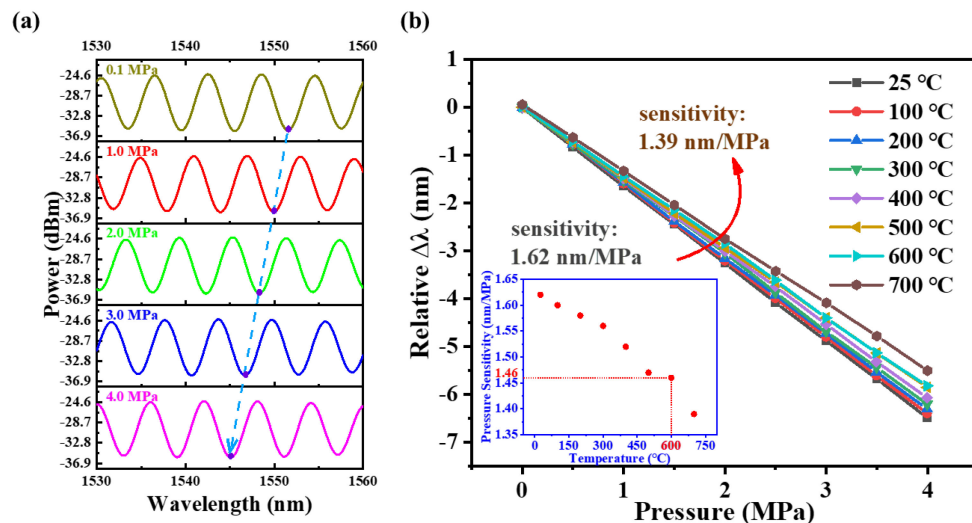 (a)
1530 1540 1550 1560
0.1 MPa
-24.6
-28.7
-32.8
-36.9
1.0 MPa
-24.6
-28.7
-32.8
-36.9
2.0 MPa
-24.6
-28.7
-32.8
-36.9
3.0 MPa
-24.6
-28.7
-32.8
-36.9
4.0 MPa
-24.6
-28.7
-32.8
-36.9
1530 1540 1550 1560
Wavelength (nm)
Power (dBm)
(b)
1
0
-1
-2
-3
-4
-5
-6
-7
Relative Δλ (nm)
0 1 2 3 4
Pressure (MPa)
sensitivity:
1.39 nm/MPa
sensitivity:
1.62 nm/MPa
25 °C
100 °C
200 °C
300 °C
400 °C
500 °C
600 °C
700 °C
1.65
1.60
1.55
1.50
1.46
1.45
1.40
1.35
Pressure Sensitivity (nm/MPa)
0 150 300 450 600 750
Temperature (°C)